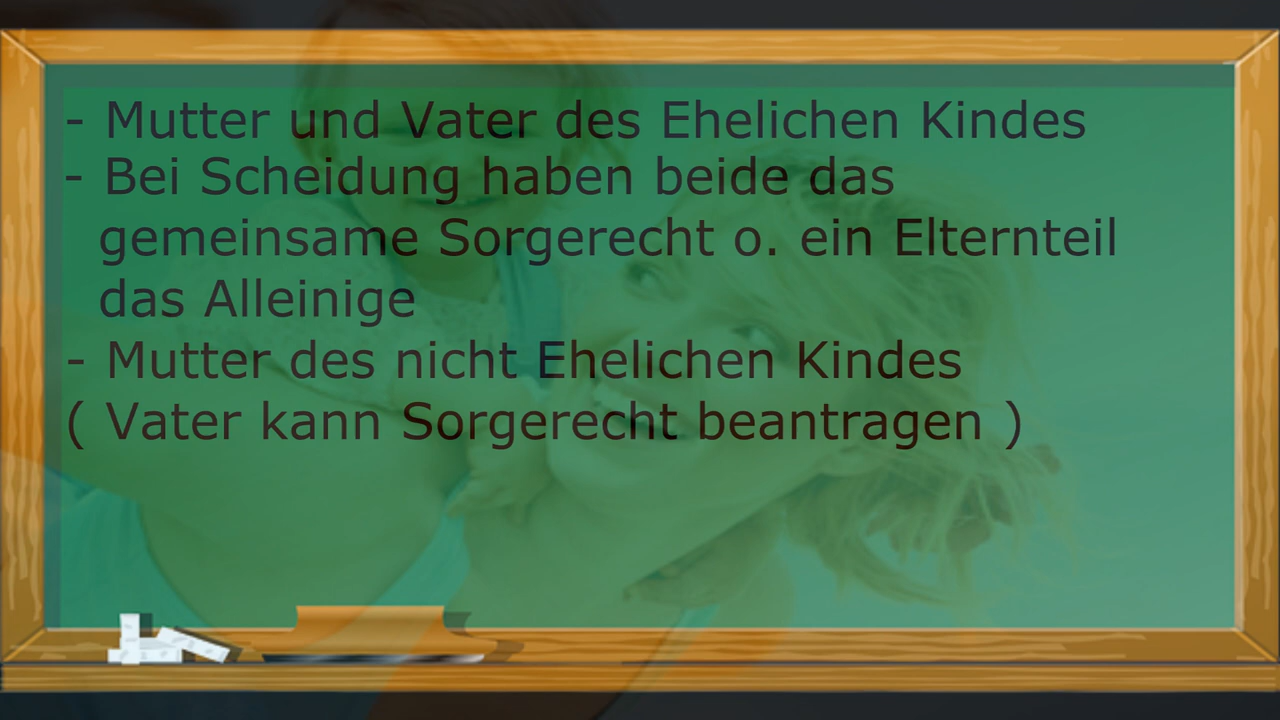 - Mutter und Vater des Ehelichen Kindes
- Bei Scheidung haben beide das
gemeinsame Sorgerecht o. ein Elternteil
das Alleinige
- Mutter des nicht Ehelichen Kindes
( Vater kann Sorgerecht beantragen )